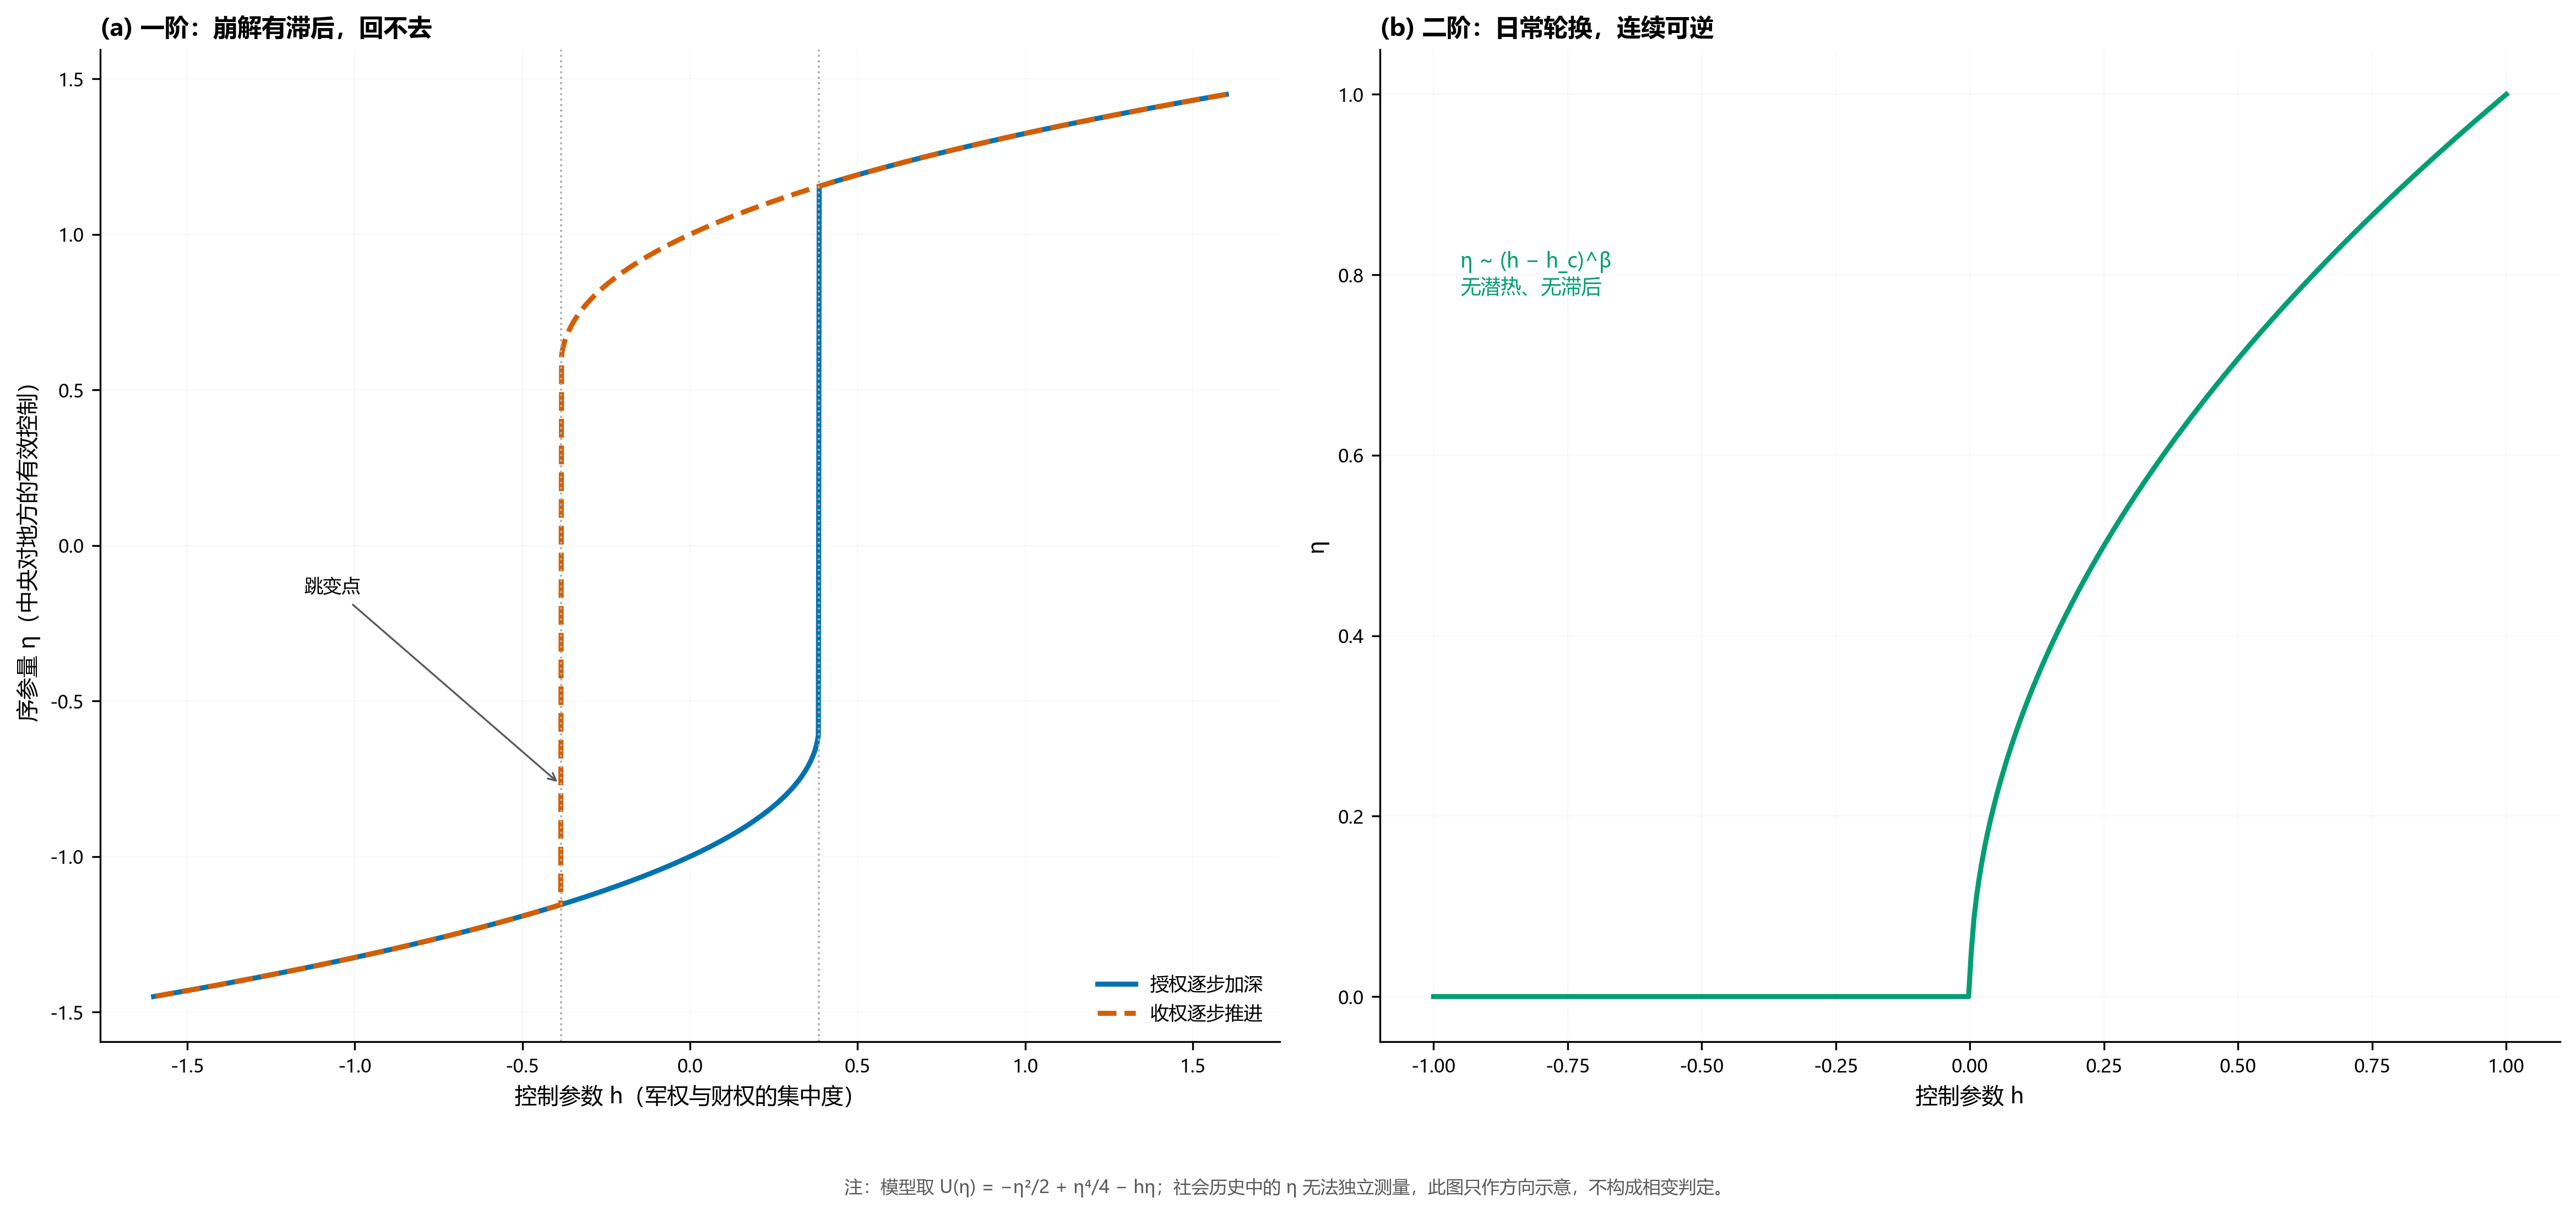 (a) 一阶：崩解有滞后，回不去
1.5
1.0
0.5
0.0
-0.5
-1.0
-1.5
序参量 η（中央对地方的有效控制）
跳变点
授权逐步加深
收权逐步推进
-1.5
-1.0
-0.5
0.0
0.5
1.0
1.5
控制参数 h（军权与财权的集中度）
(b) 二阶：日常轮换，连续可逆
1.0
0.8
0.6
0.4
0.2
0.0
η
η ~ (h − h_c)^β
无潜热、无滞后
-1.00
-0.75
-0.50
-0.25
0.00
0.25
0.50
0.75
1.00
控制参数 h
注：模型取 U(η) = −η²/2 + η⁴/4 − hη；社会历史中的 η 无法独立测量，此图只作方向示意，不构成相变判定。